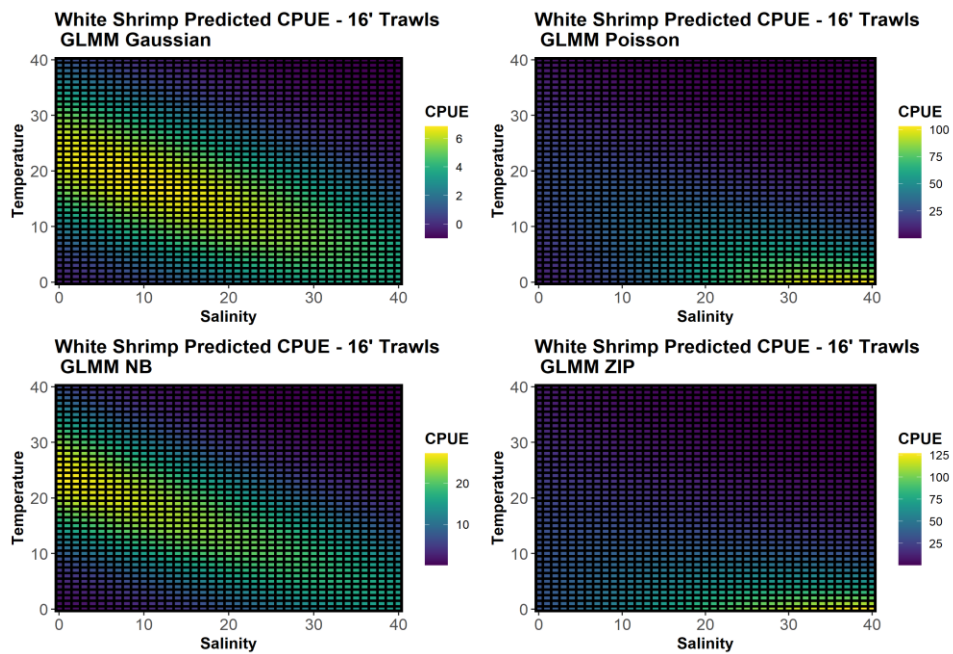 White Shrimp Predicted CPUE - 16' Trawls
GLMM Gaussian
40
30
20
10
0
Temperature
0 10 20 30 40
Salinity
CPUE
6
4
2
0
White Shrimp Predicted CPUE - 16' Trawls
GLMM Poisson
40
30
20
10
0
Temperature
0 10 20 30 40
Salinity
CPUE
100
75
50
25
White Shrimp Predicted CPUE - 16' Trawls
GLMM NB
40
30
20
10
0
Temperature
0 10 20 30 40
Salinity
CPUE
20
10
White Shrimp Predicted CPUE - 16' Trawls
GLMM ZIP
40
30
20
10
0
Temperature
0 10 20 30 40
Salinity
CPUE
125
100
75
50
25